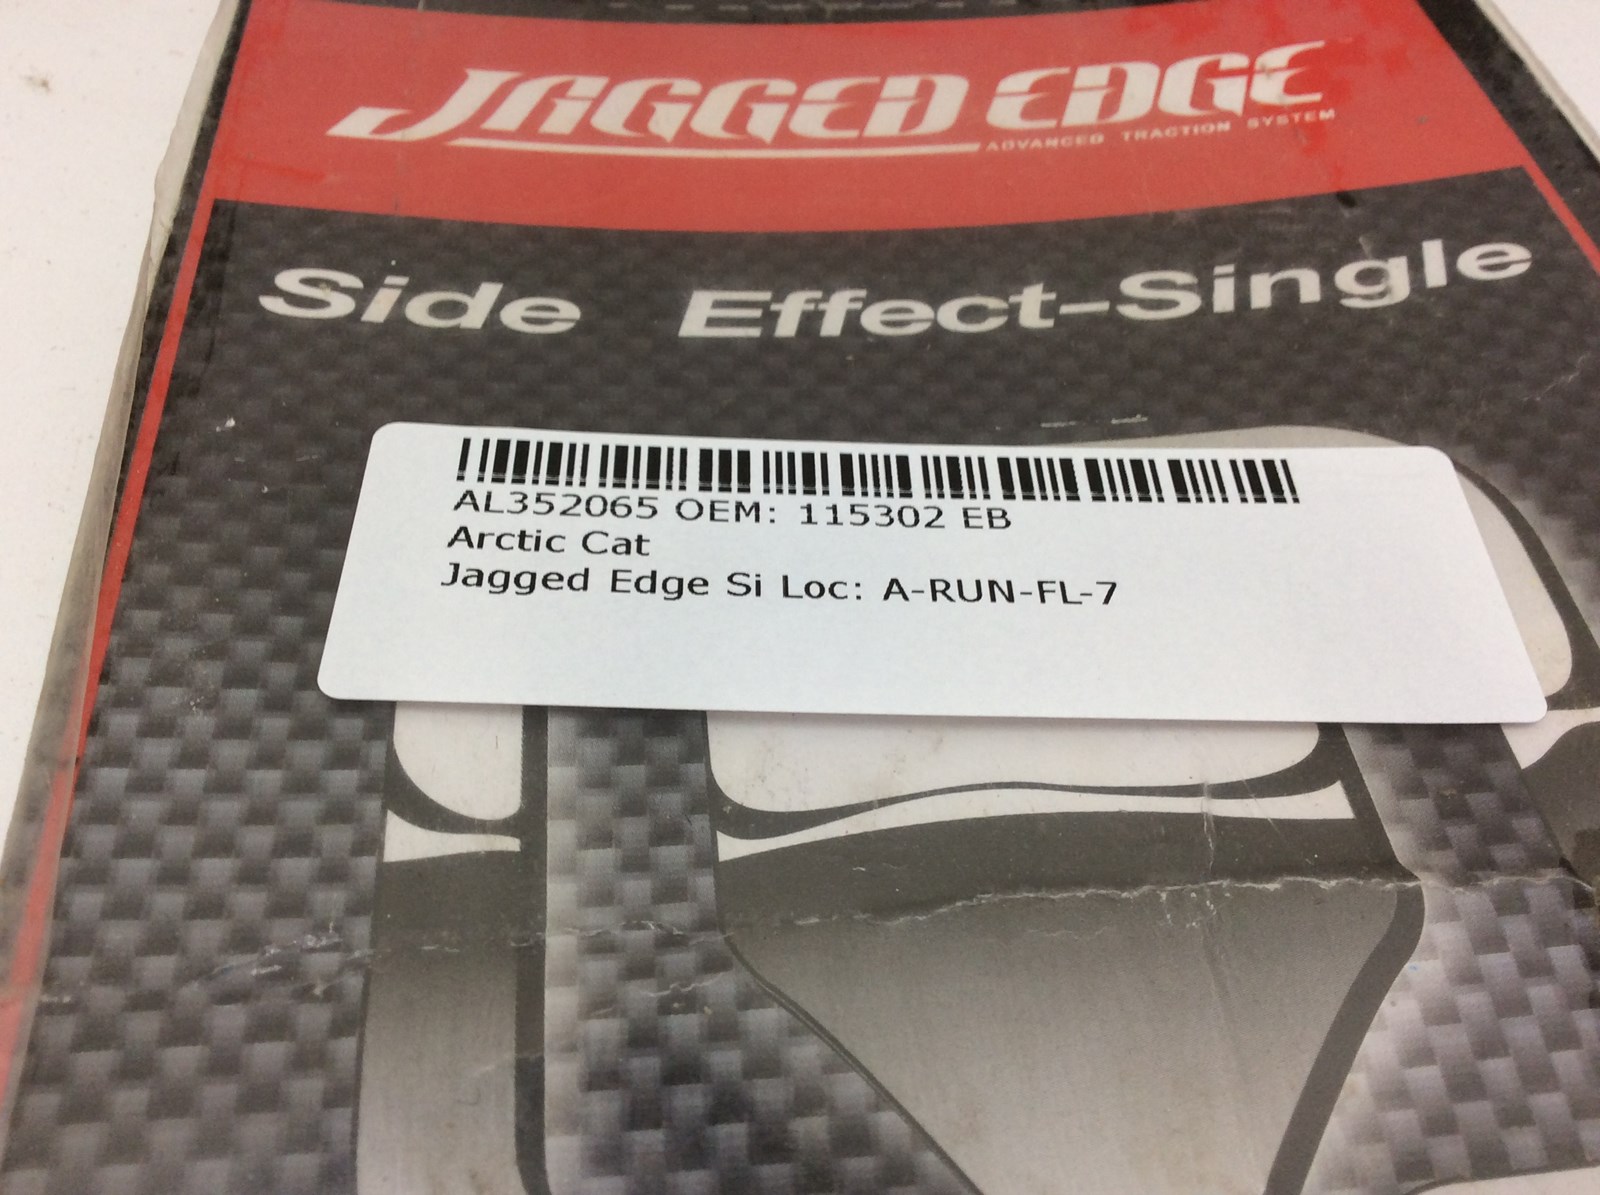 JAGGED EDGE
ADVANCED TRACTION SYSTEM
Side Effect-Single
AL352065 OEM: 115302 EB
Arctic Cat
Jagged Edge Si Loc: A-RUN-FL-7